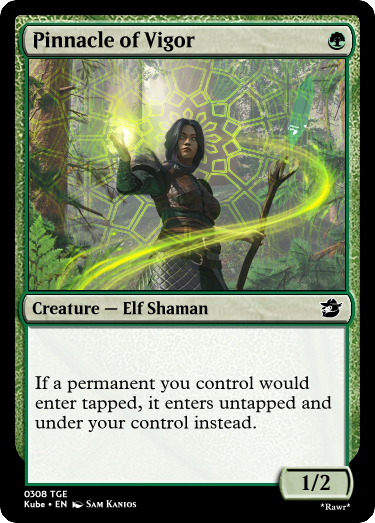 Pinnacle of Vigor
Creature — Elf Shaman
If a permanent you control would
enter tapped, it enters untapped and
under your control instead.
1/2
0308 TGE
Kube • EN Sam Kanios
*Rawr*